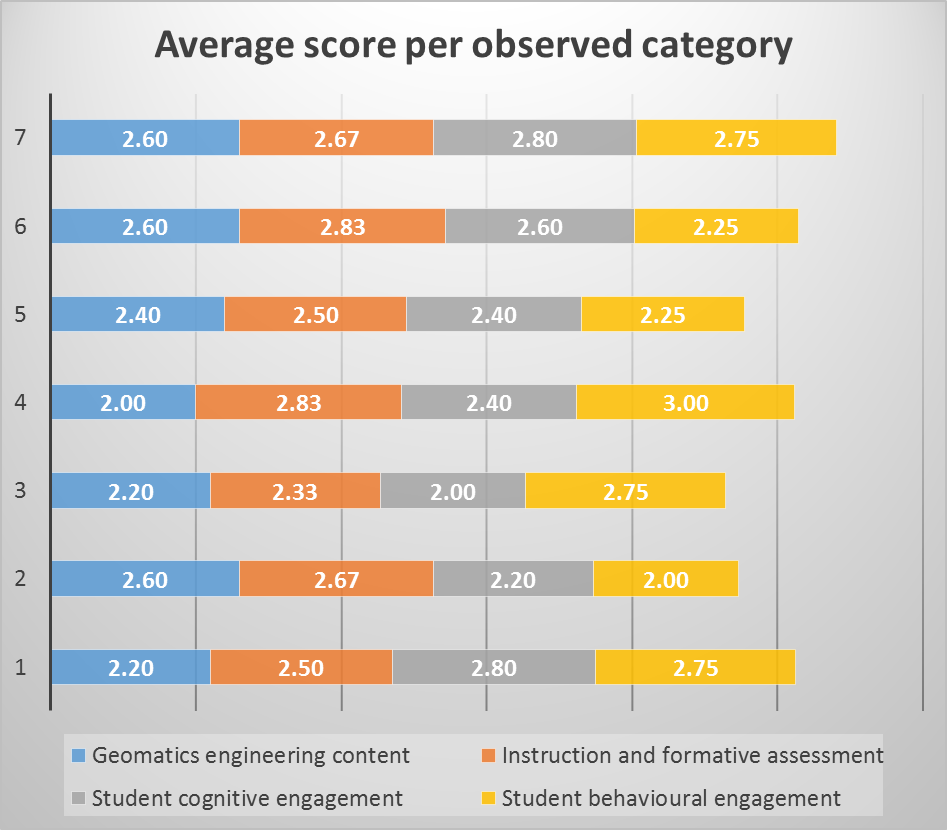 Average score per observed category
7 2.60 2.67 2.80 2.75
6 2.60 2.83 2.60 2.25
5 2.40 2.50 2.40 2.25
4 2.00 2.83 2.40 3.00
3 2.20 2.33 2.00 2.75
2 2.60 2.67 2.20 2.00
1 2.20 2.50 2.80 2.75
Geomatics engineering content Instruction and formative assessment
Student cognitive engagement Student behavioural engagement